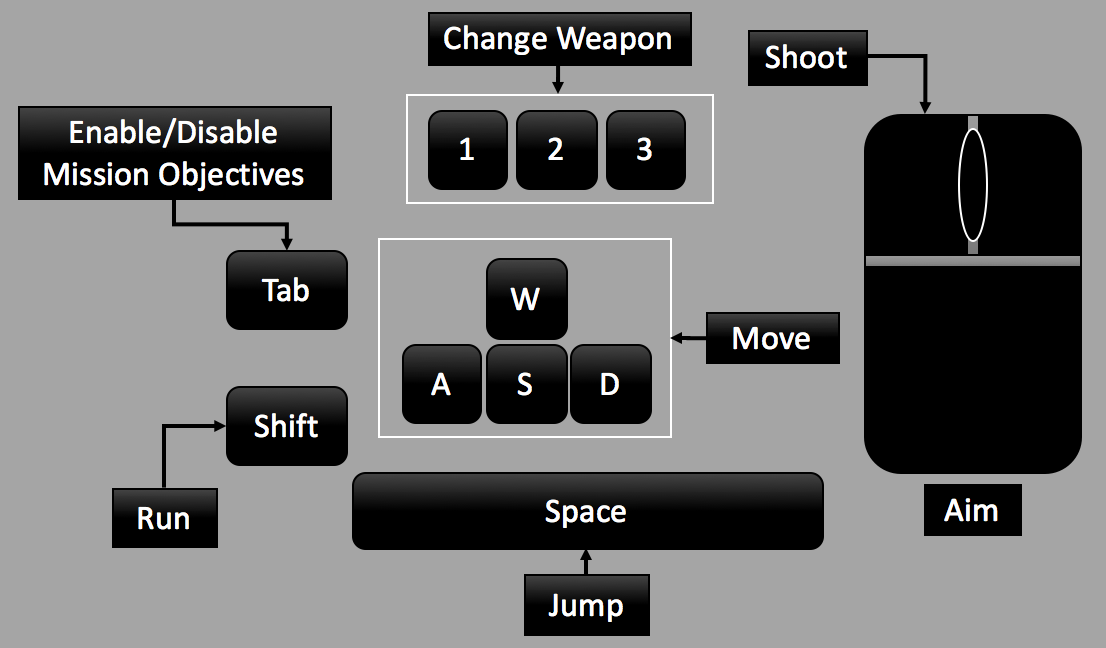 Change Weapon
Shoot
Enable/Disable
Mission Objectives
1 2 3
Tab
W
Move
A S D
Shift
Run
Space
Aim
Jump